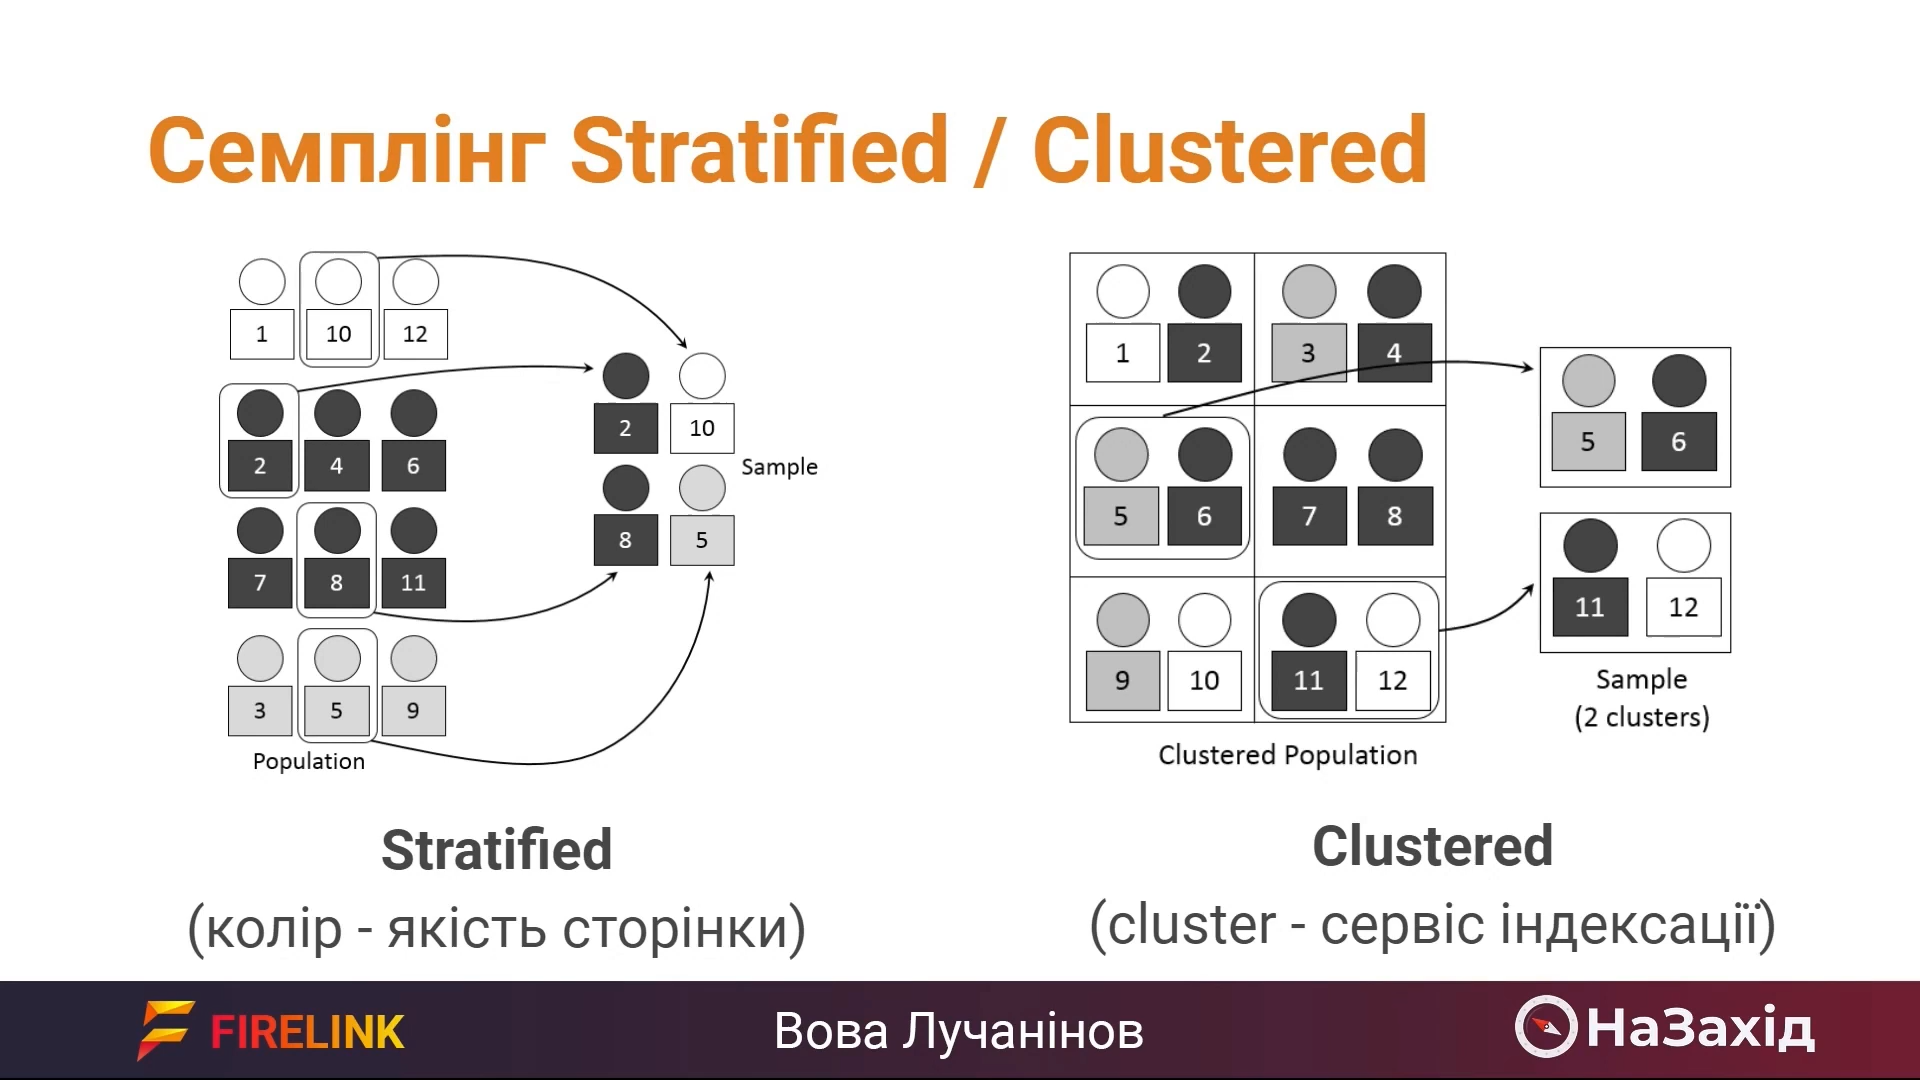 Семплінг Stratified / Clustered
1 10 12
2 4 6
7 8 11
3 5 9
Population
2 10
8 5
Sample
Stratified
(колір - якість сторінки)
1 2 3 4
5 6 7 8
9 10 11 12
Clustered Population
5 6
11 12
Sample
(2 clusters)
Clustered
(cluster - сервіс індексації)
FIRELINK
Вова Лучанінов
НаЗахід